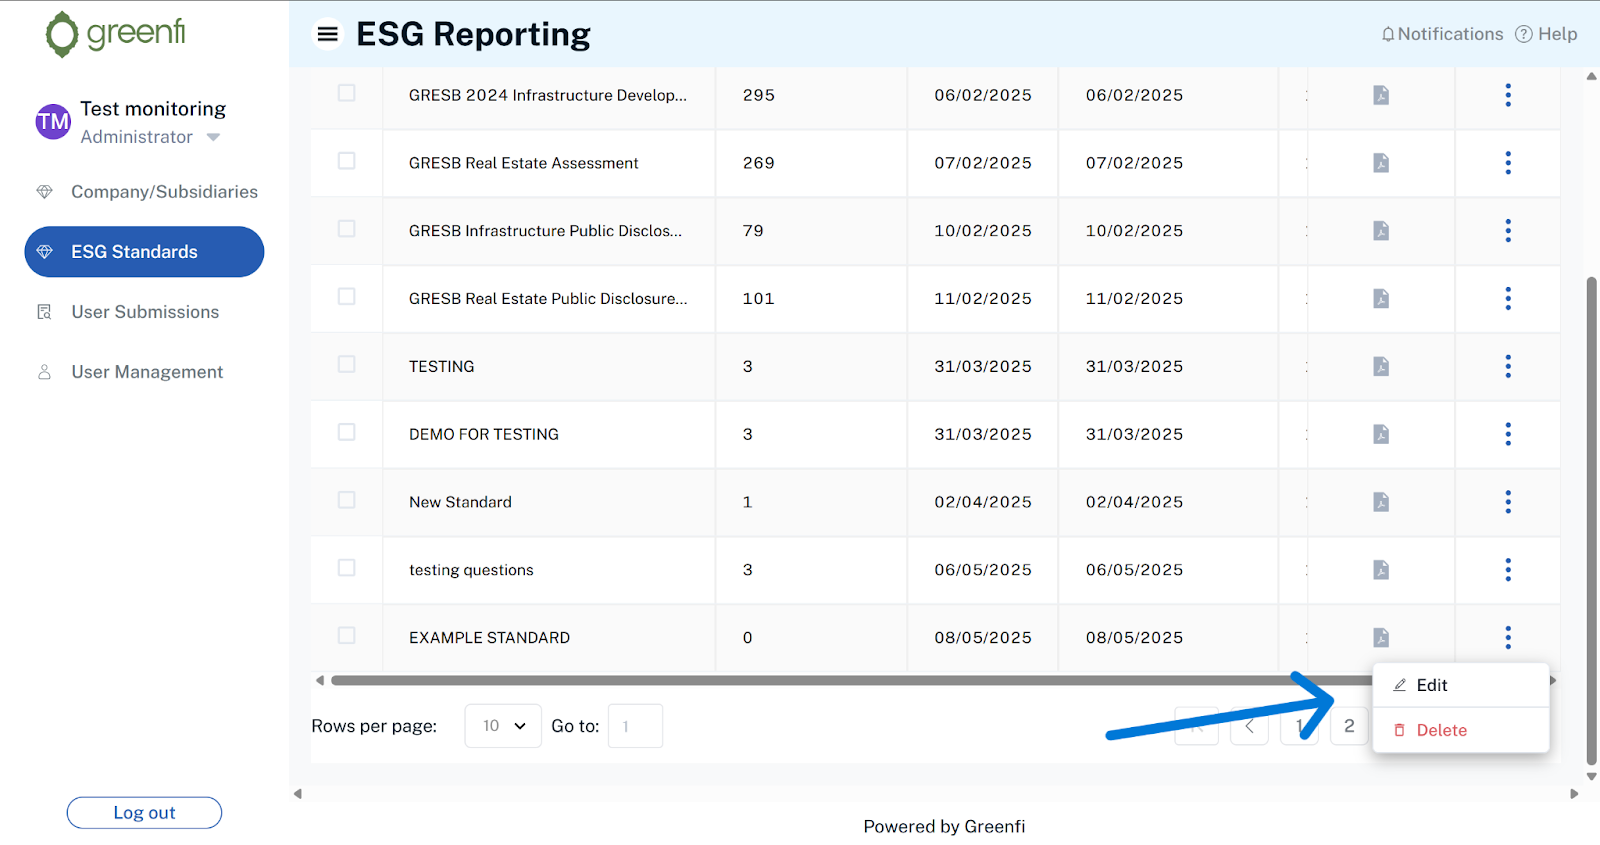 greenfi
ESG Reporting
Notifications
Help
TM
Test monitoring
Administrator
Company/Subsidiaries
ESG Standards
User Submissions
User Management
Log out
GRESB 2024 Infrastructure Develop... 295 06/02/2025 06/02/2025
GRESB Real Estate Assessment 269 07/02/2025 07/02/2025
GRESB Infrastructure Public Disclos... 79 10/02/2025 10/02/2025
GRESB Real Estate Public Disclosure... 101 11/02/2025 11/02/2025
TESTING 3 31/03/2025 31/03/2025
DEMO FOR TESTING 3 31/03/2025 31/03/2025
New Standard 1 02/04/2025 02/04/2025
testing questions 3 06/05/2025 06/05/2025
EXAMPLE STANDARD 0 08/05/2025 08/05/2025
Edit
Delete
Rows per page: 10 Go to: 1
1 2
Powered by Greenfi